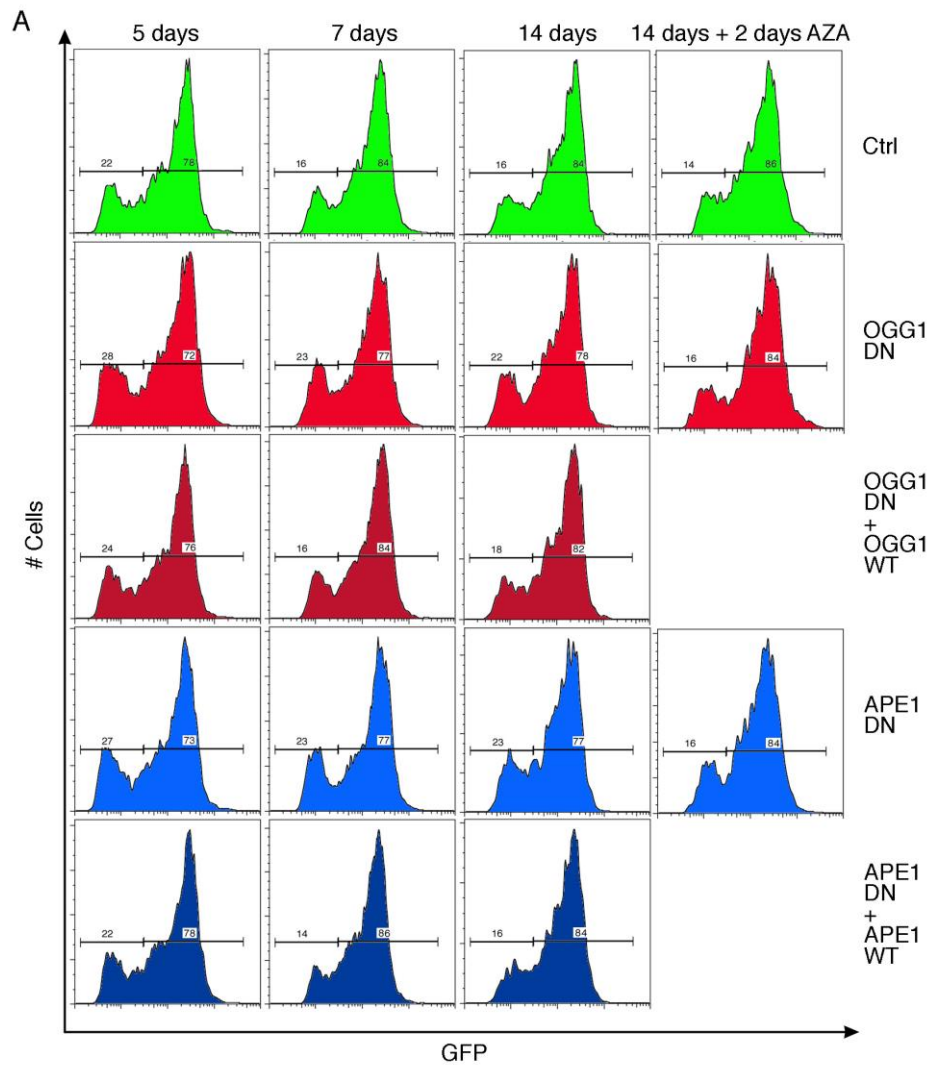 A
5 days 7 days 14 days 14 days + 2 days AZA
22 78 16 84 16 84 14 86
Ctrl
28 72 23 77 22 78 16 84
OGG1
DN
24 76 16 84 18 82
OGG1
DN
+
OGG1
WT
27 73 23 77 23 77 16 84
APE1
DN
22 78 14 86 16 84
APE1
DN
+
APE1
WT
# Cells
GFP